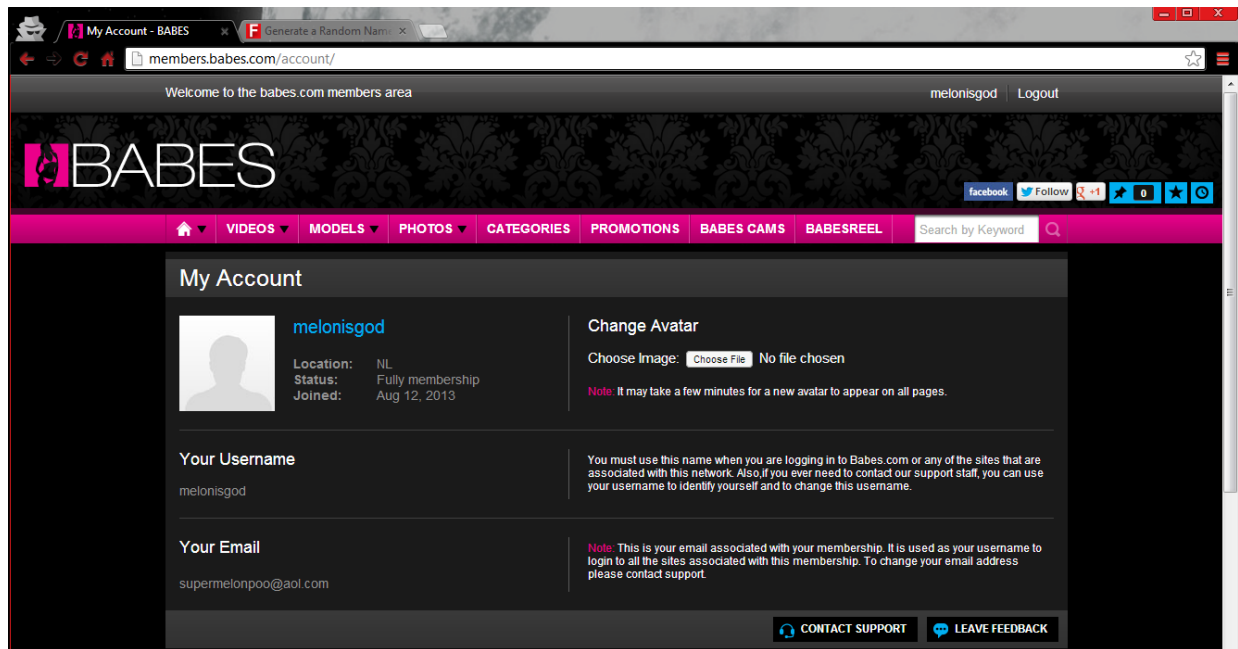 My Account - BABES
Generate a Random Name
members.babes.com/account/
Welcome to the babes.com members area
melonisgod Logout
BABES
facebook Follow +1 0
VIDEOS MODELS PHOTOS CATEGORIES PROMOTIONS BABES CAMS BABESREEL Search by Keyword
My Account
melonisgod
Location: NL
Status: Fully membership
Joined: Aug 12, 2013
Change Avatar
Choose Image: Choose File No file chosen
Note: It may take a few minutes for a new avatar to appear on all pages.
Your Username
melonisgod
You must use this name when you are logging in to Babes.com or any of the sites that are
associated with this network. Also,if you ever need to contact our support staff, you can use
your username to identify yourself and to change this username.
Your Email
supermelonpoo@aol.com
Note: This is your email associated with your membership. It is used as your username to
login to all the sites associated with this membership. To change your email address
please contact support.
CONTACT SUPPORT LEAVE FEEDBACK